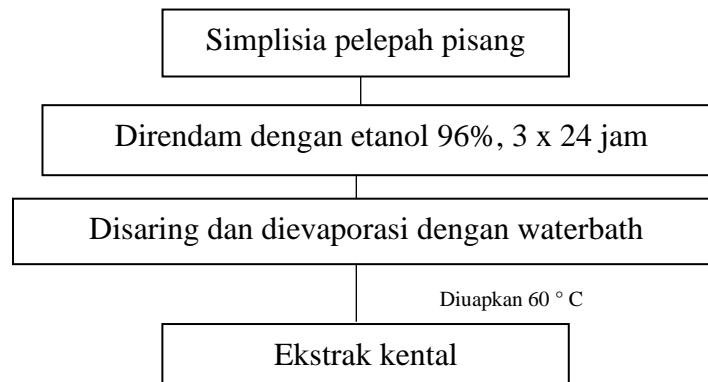 Simplisia pelepah pisang
Direndam dengan etanol 96%, 3 x 24 jam
Disaring dan dievaporasi dengan waterbath
Diuapkan 60 ° C
Ekstrak kental